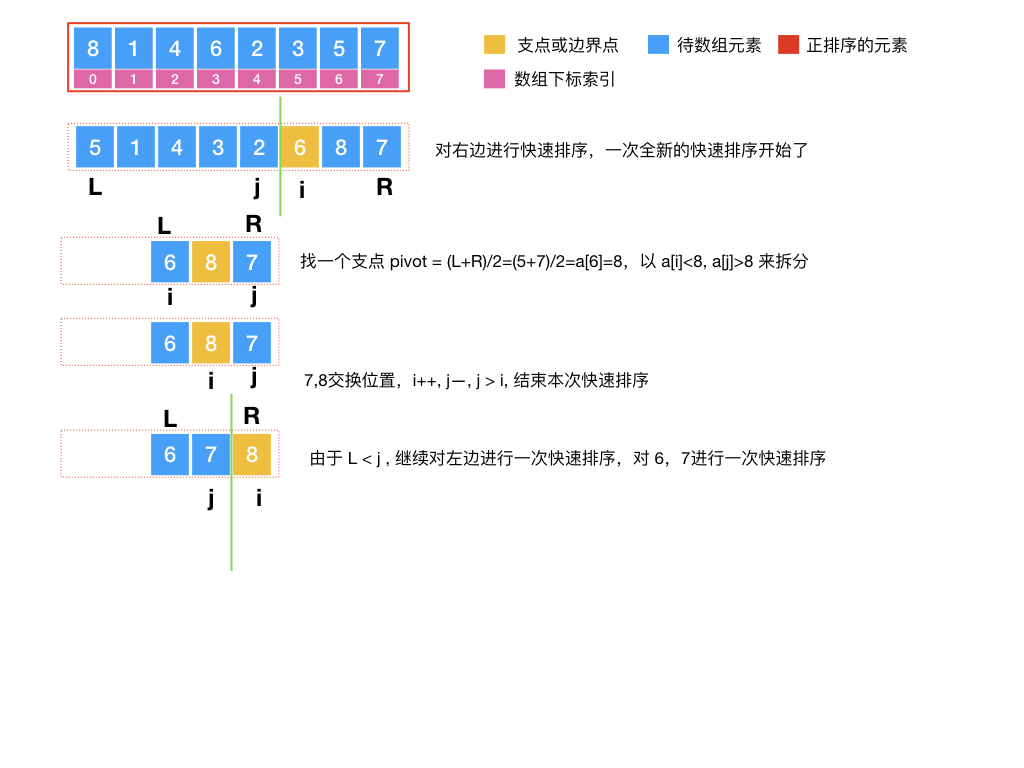 8 1 4 6 2 3 5 7
0 1 2 3 4 5 6 7
支点或边界点 待数组元素 正排序的元素
数组下标索引
5 1 4 3 2 6 8 7
对右边进行快速排序，一次全新的快速排序开始了
L j i R
L R
6 8 7
找一个支点 pivot = (L+R)/2=(5+7)/2=a[6]=8，以 a[i]<8, a[j]>8 来拆分
i j
6 8 7
i j
7,8交换位置，i++, j—, j > i, 结束本次快速排序
L R
6 7 8
由于 L < j , 继续对左边进行一次快速排序，对 6，7进行一次快速排序
j i